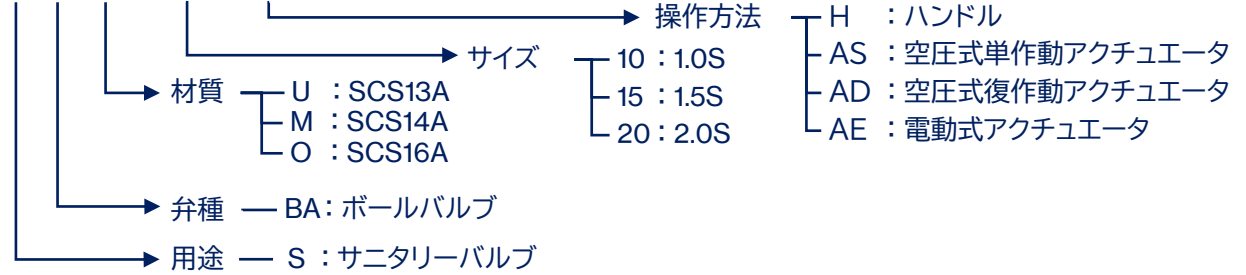 操作方法 H ：ハンドル
サイズ 10：1.0S AS：空圧式単作動アクチュエータ
材質 U：SCS13A 15：1.5S AD：空圧式復作動アクチュエータ
M：SCS14A 20：2.0S AE：電動式アクチュエータ
O：SCS16A
弁種 BA：ボールバルブ
用途 S：サニタリーバルブ